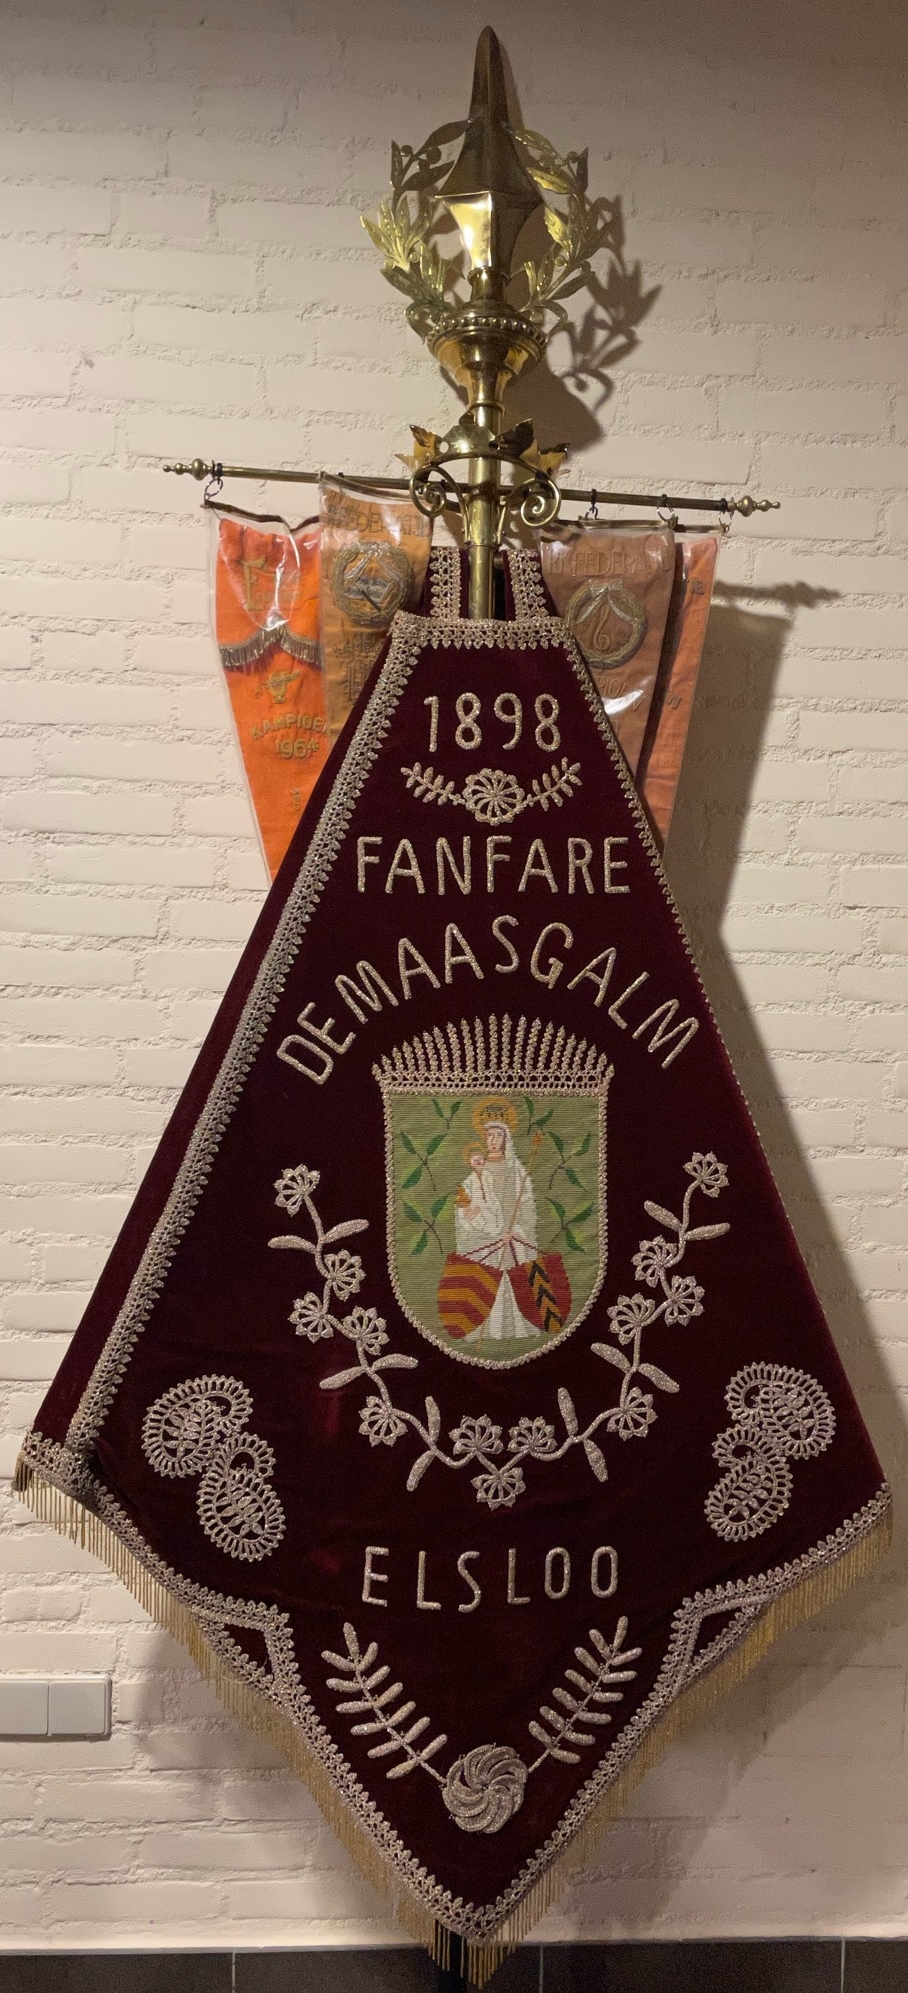 KAMPIOEN
1964
1898
FANFARE
DE MAASGALM
ELSLOO